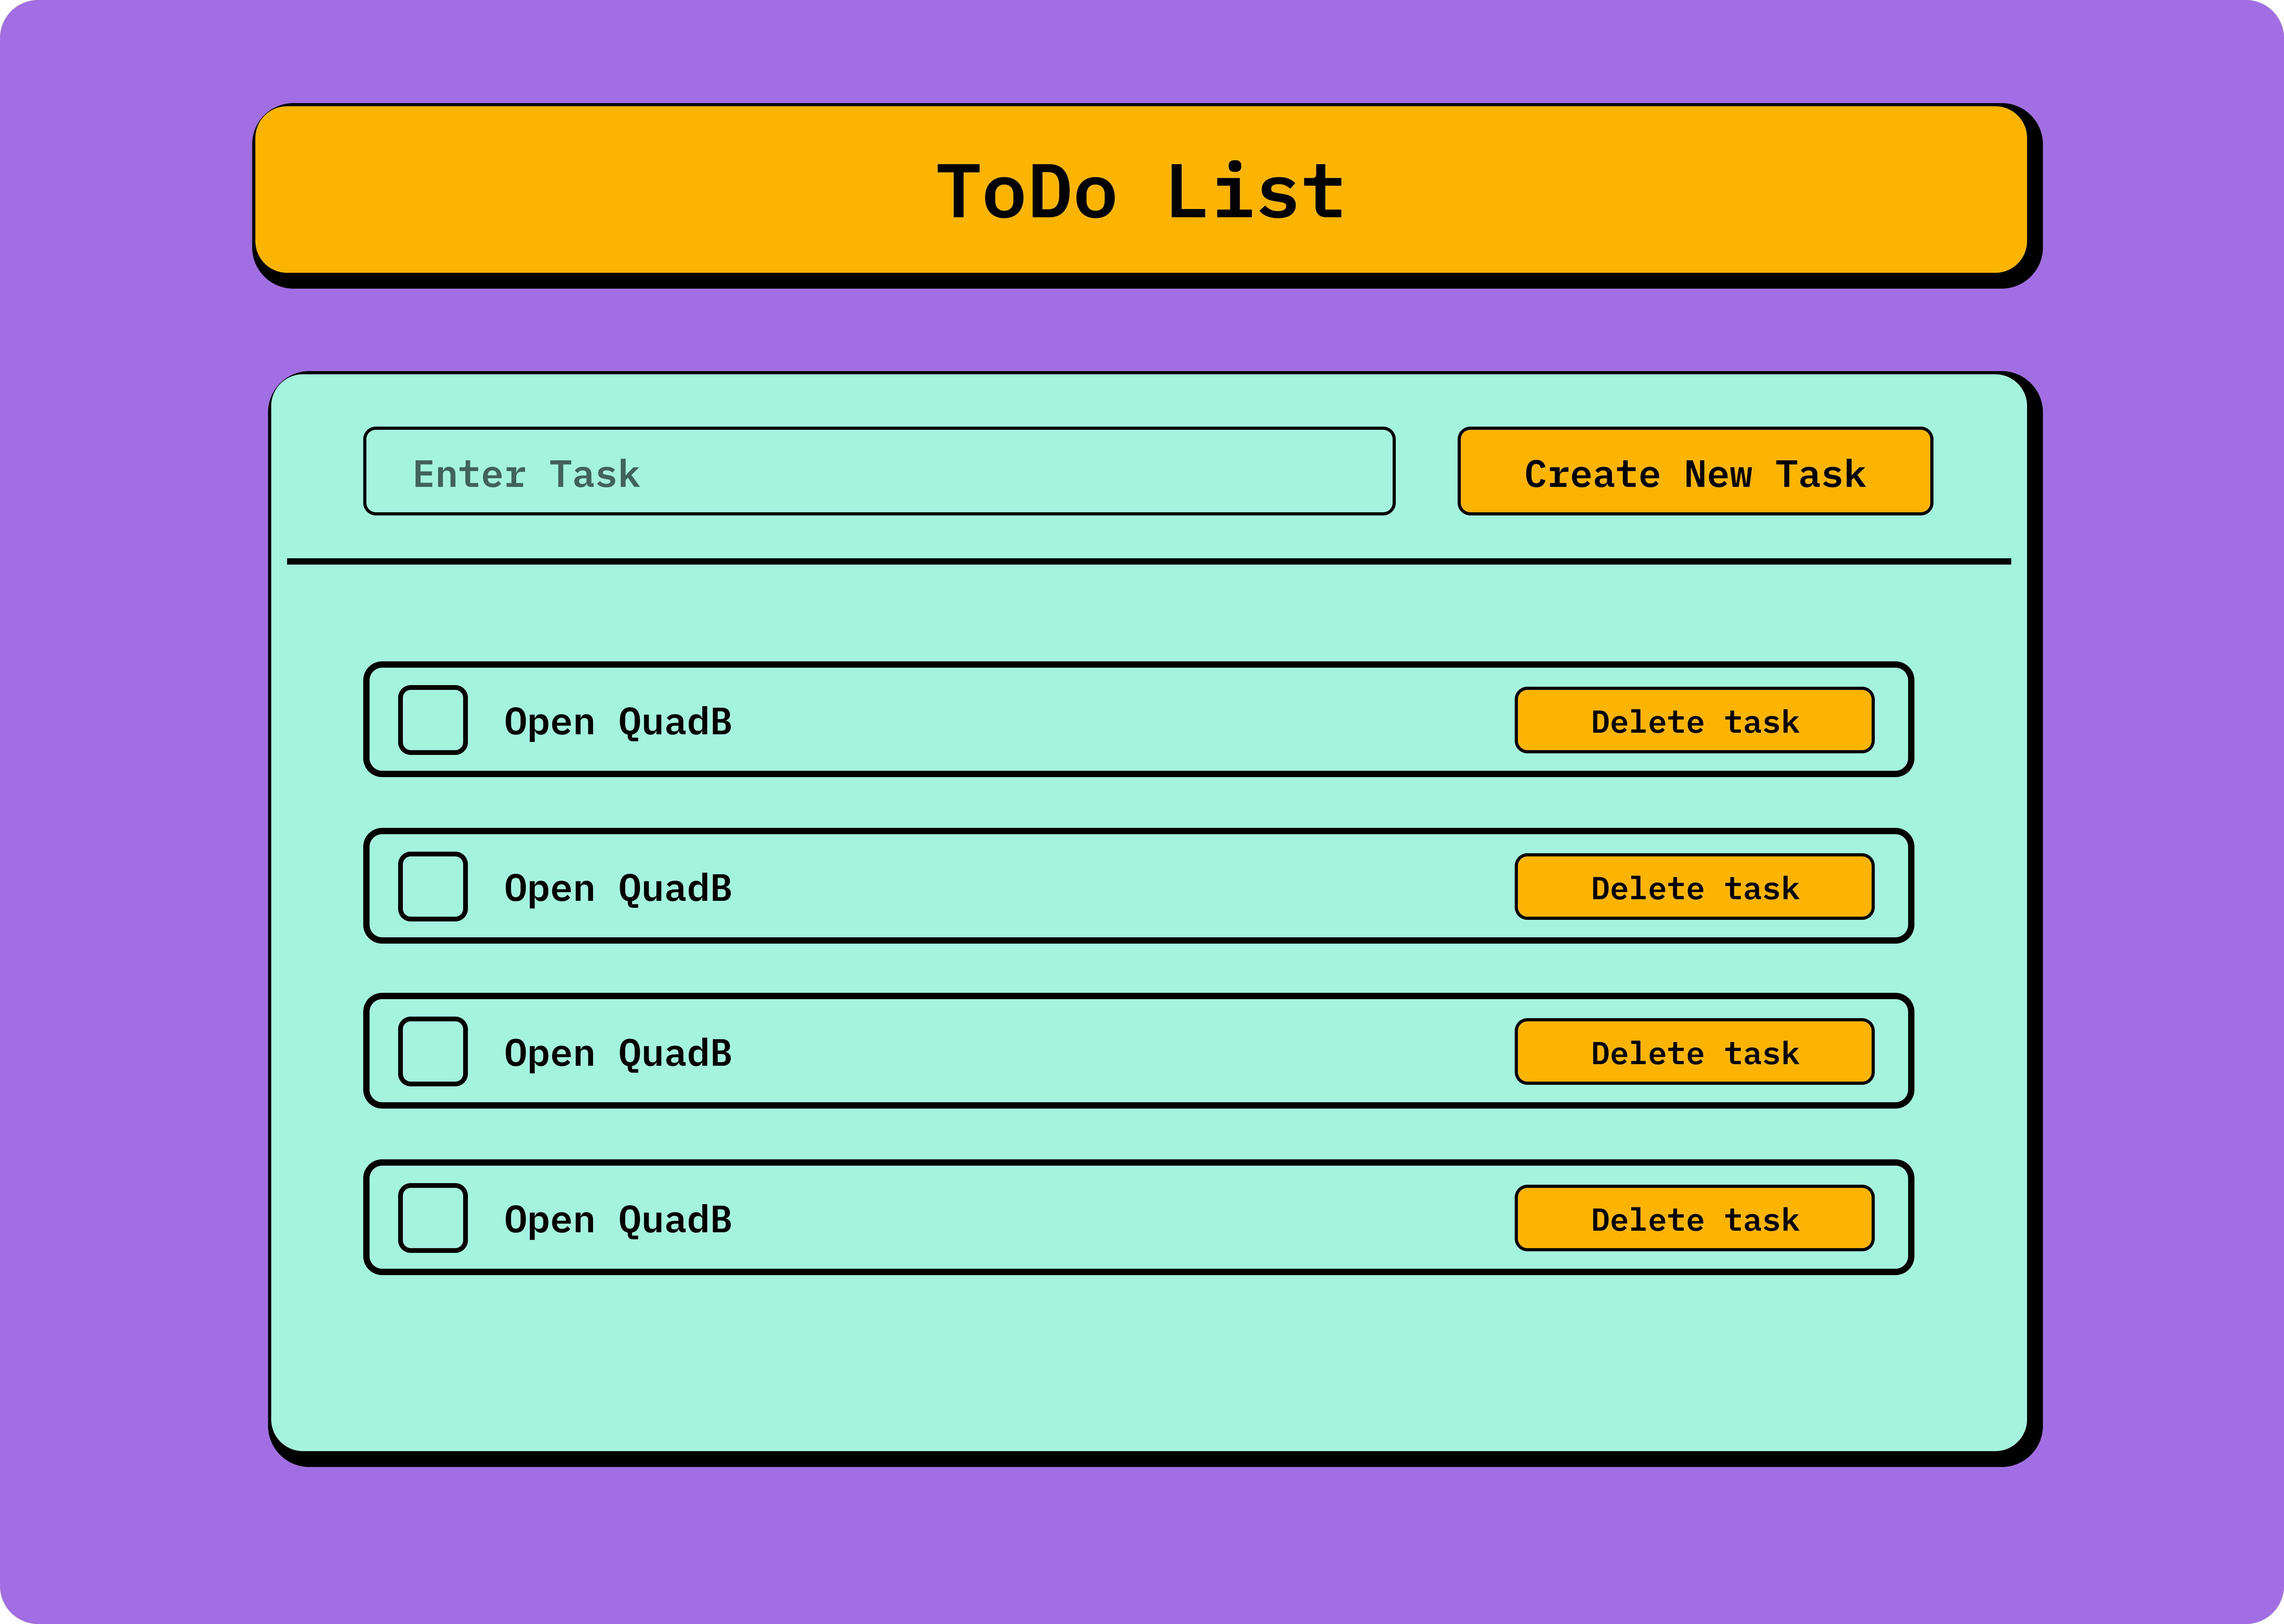 ToDo List
Enter Task
Create New Task
Open QuadB
Delete task
Open QuadB
Delete task
Open QuadB
Delete task
Open QuadB
Delete task